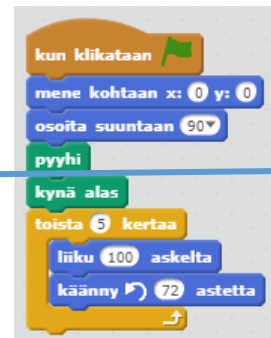 kun klikataan
mene kohtaan x: 0 y: 0
osoita suuntaan 90
pyyhi
kynä alas
toista 5 kertaa
liiku 100 askelta
käänny 72 astetta